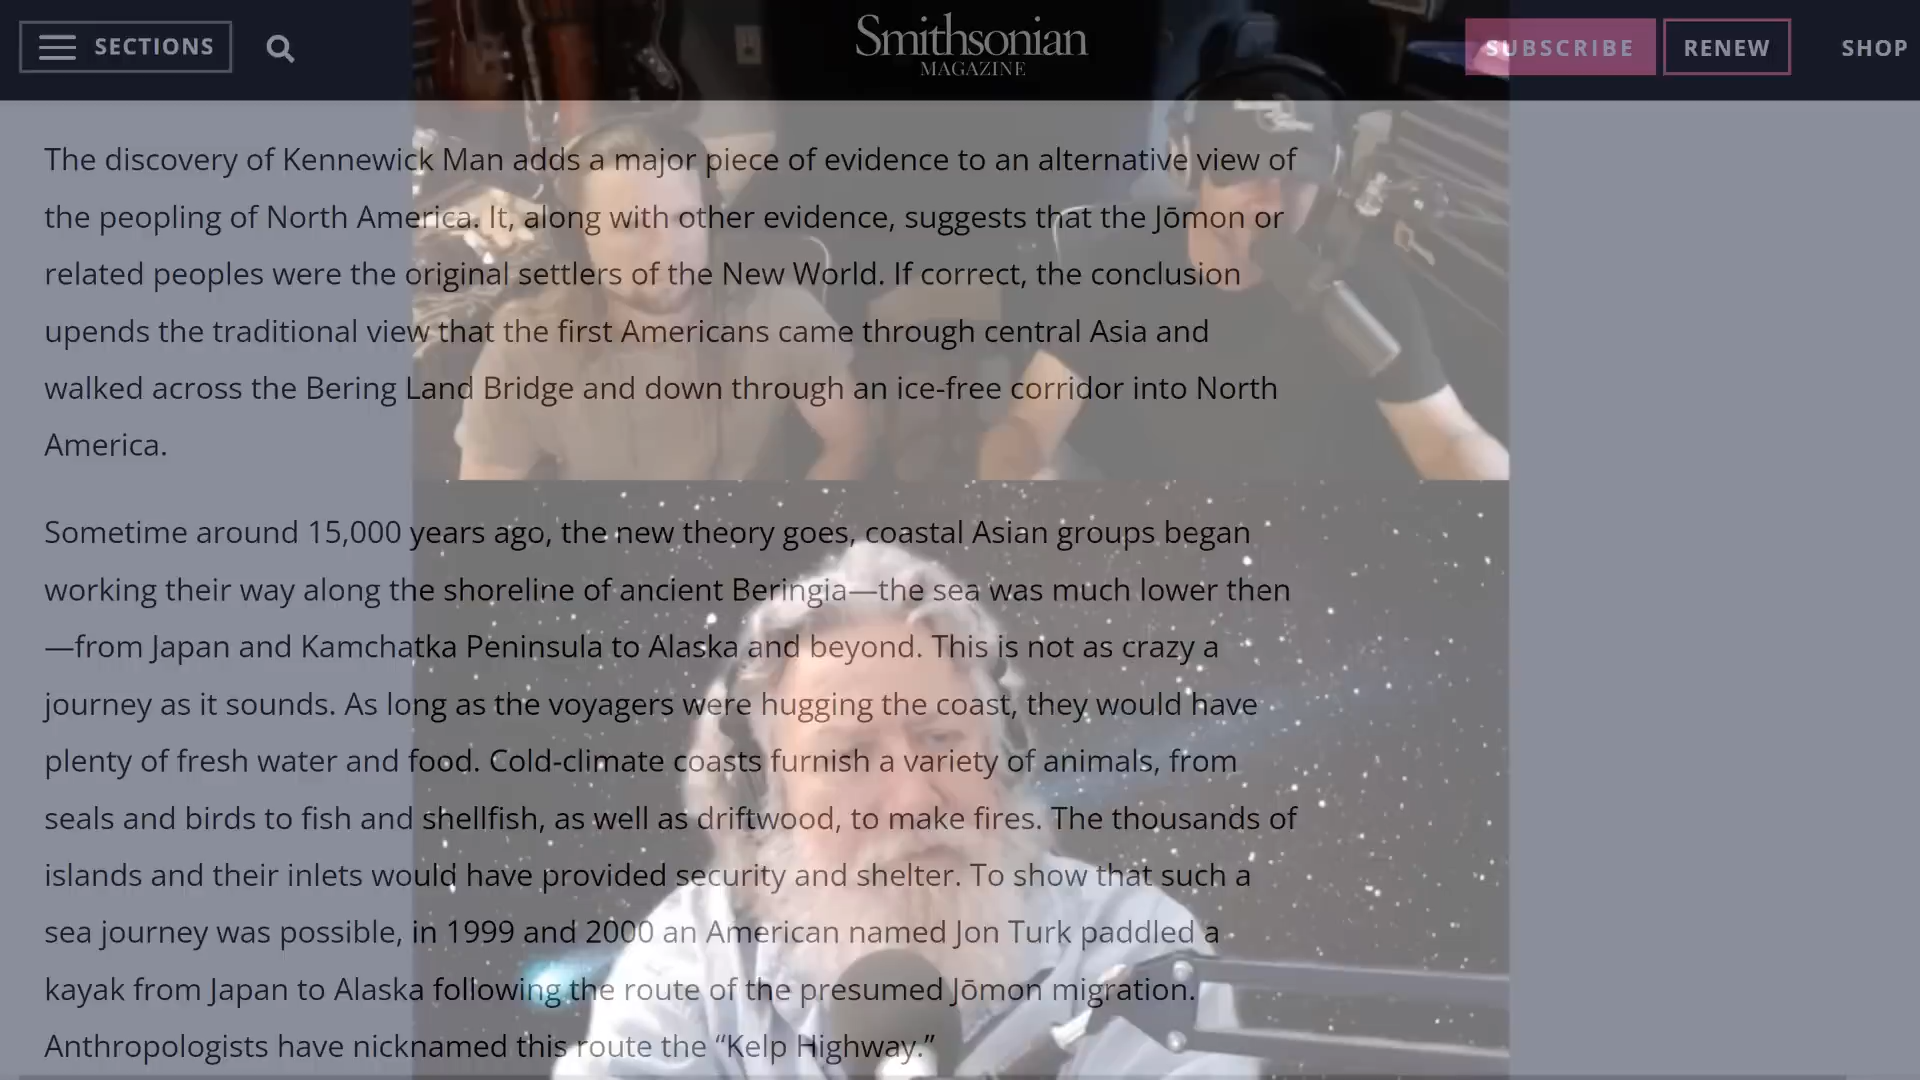 SECTIONS
Smithsonian
MAGAZINE
SUBSCRIBE
RENEW
SHOP
The discovery of Kennewick Man adds a major piece of evidence to an alternative view of
the peopling of North America. It, along with other evidence, suggests that the Jōmon or
related peoples were the original settlers of the New World. If correct, the conclusion
upends the traditional view that the first Americans came through central Asia and
walked across the Bering Land Bridge and down through an ice-free corridor into North
America.
Sometime around 15,000 years ago, the new theory goes, coastal Asian groups began
working their way along the shoreline of ancient Beringia—the sea was much lower then
—from Japan and Kamchatka Peninsula to Alaska and beyond. This is not as crazy a
journey as it sounds. As long as the voyagers were hugging the coast, they would have
plenty of fresh water and food. Cold-climate coasts furnish a variety of animals, from
seals and birds to fish and shellfish, as well as driftwood, to make fires. The thousands of
islands and their inlets would have provided security and shelter. To show that such a
sea journey was possible, in 1999 and 2000 an American named Jon Turk paddled a
kayak from Japan to Alaska following the route of the presumed Jōmon migration.
Anthropologists have nicknamed this route the “Kelp Highway.”